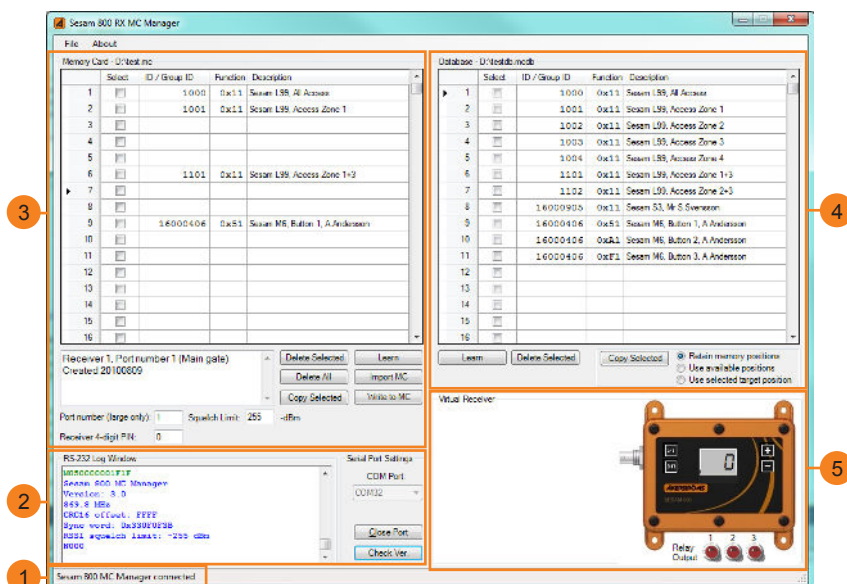 Sesam 800 RX MC Manager
File About
Memory Card - D:\test.mc
Select ID / Group ID Function Description
1 1000 0x11 Sesam L99, All Access
2 1001 0x11 Sesam L99, Access Zone 1
3
4
5
6 1101 0x11 Sesam L99, Access Zone 1+3
7
8
9 16000406 0x51 Sesam M6, Button 1, A.Andersson
10
11
12
13
14
15
16
Receiver 1, Port number 1 (Main gate)
Created 20100809
Delete Selected Learn
Delete All Import MC
Copy Selected Write to MC
Port number (large only): 1 Squelch Limit: 255 -dBm
Receiver 4-digit PIN: 0
3
Database - D:\testdb.mcdb
Select ID / Group ID Function Description
1 1000 0x11 Sesam L99, All Access
2 1001 0x11 Sesam L99, Access Zone 1
3 1002 0x11 Sesam L99, Access Zone 2
4 1003 0x11 Sesam L99, Access Zone 3
5 1004 0x11 Sesam L99, Access Zone 4
6 1101 0x11 Sesam L99, Access Zone 1+3
7 1102 0x11 Sesam L99, Access Zone 2+3
8 16000905 0x11 Sesam S3, Mr S.Svensson
9 16000406 0x51 Sesam M6, Button 1, A.Andersson
10 16000406 0xA1 Sesam M6, Button 2, A.Andersson
11 16000406 0xF1 Sesam M6, Button 3, A.Andersson
12
13
14
15
16
Learn Delete Selected Copy Selected
Retain memory positions
Use available positions
Use selected target position
4
RS-232 Log Window
Sesam 800 MC Manager
Version: 3.0
869.8 MHz
CRC16 offset: FFFF
RSSI squelch limit: -255 dBm
N000
Serial Port Settings
COM Port
COM32
Close Port
Check Ver.
2
Virtual Receiver
0
Relay
Output
1 2 3
5
Sesam 800 MC Manager connected
1